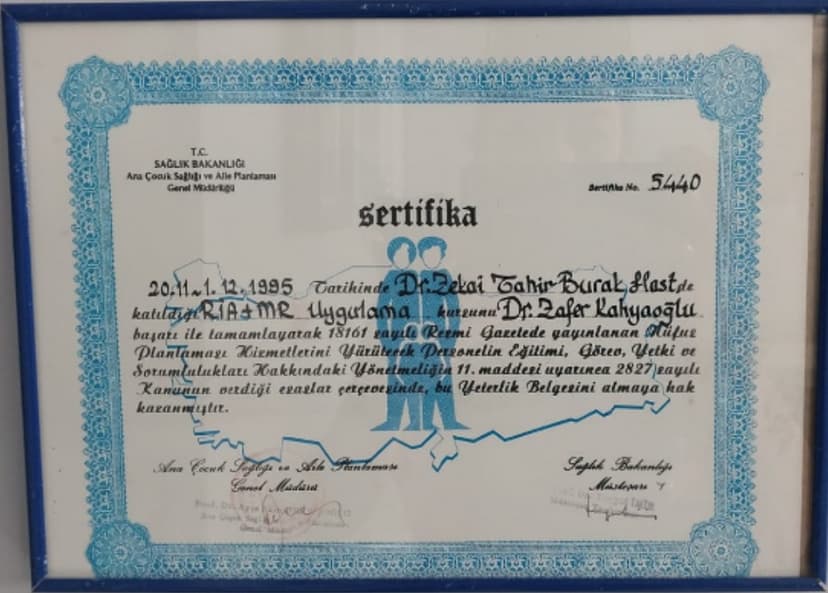 T.C.
SAĞLIK BAKANLIĞI
Ana Çocuk Sağlığı ve Aile Planlaması
Genel Müdürlüğü
Sertifika No. 5440
sertifika
20.11~1.12.1995 Tarihinde Dr. Zekai Tahir Burak Hast.de
katıldığı RİA+MR Uygulama kursunu Dr. Zafer Kahyaoğlu
başarı ile tamamlayarak 18161 sayılı Resmi Gazetede yayınlanan Nüfus
Planlaması Hizmetlerini Yürütecek Personelin Eğitimi, Görev, Yetki ve
Sorumlulukları Hakkındaki Yönetmeliğin 11. maddesi uyarınca 2827 sayılı
Kanunun verdiği esaslar çerçevesinde, bu Yeterlik Belgesini almaya hak
kazanmıştır.
Ana Çocuk Sağlığı ve Aile Planlaması
Genel Müdürü
Sağlık Bakanlığı
Müsteşarı